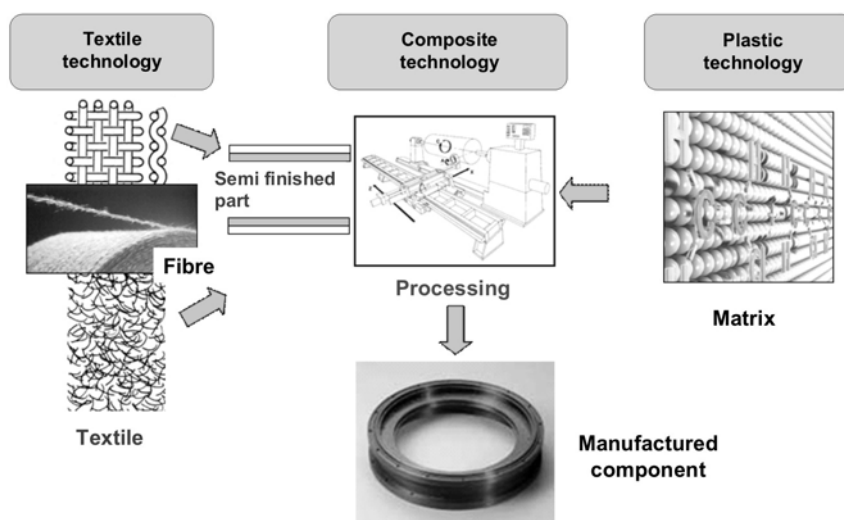 Textile
technology
Composite
technology
Plastic
technology
Semi finished
part
Fibre
Processing
Matrix
Textile
Manufactured
component